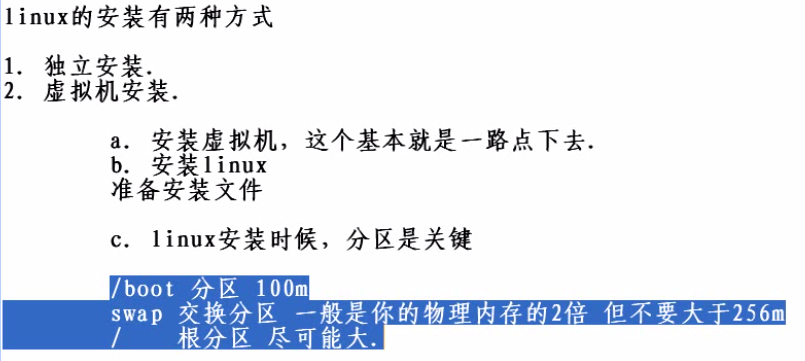 linux的安装有两种方式
1. 独立安装.
2. 虚拟机安装.
a. 安装虚拟机，这个基本就是一路点下去.
b. 安装linux
准备安装文件
c. linux安装时候，分区是关键
/boot 分区 100m
swap 交换分区 一般是你的物理内存的2倍 但不要大于256m
/ 根分区 尽可能大.